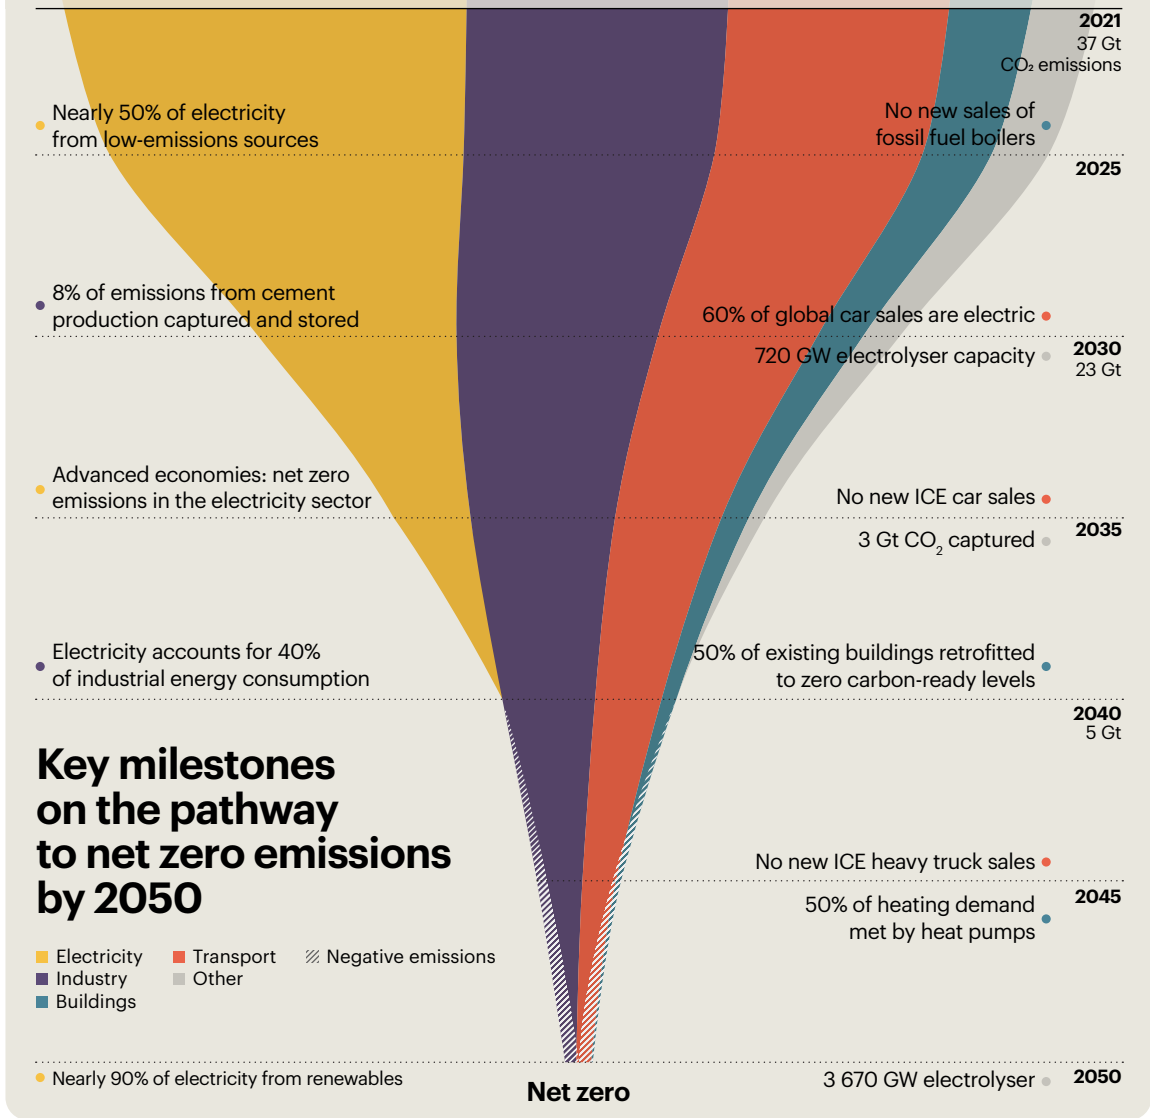 2021
37 Gt
CO₂ emissions
Nearly 50% of electricity
from low-emissions sources
No new sales of
fossil fuel boilers
2025
8% of emissions from cement
production captured and stored
60% of global car sales are electric
720 GW electrolyser capacity
2030
23 Gt
Advanced economies: net zero
emissions in the electricity sector
No new ICE car sales
2035
3 Gt CO₂ captured
Electricity accounts for 40%
of industrial energy consumption
50% of existing buildings retrofitted
to zero carbon-ready levels
2040
5 Gt
Key milestones
on the pathway
to net zero emissions
by 2050
No new ICE heavy truck sales
2045
50% of heating demand
met by heat pumps
Electricity Transport Negative emissions
Industry Other
Buildings
Nearly 90% of electricity from renewables
Net zero
3 670 GW electrolyser
2050